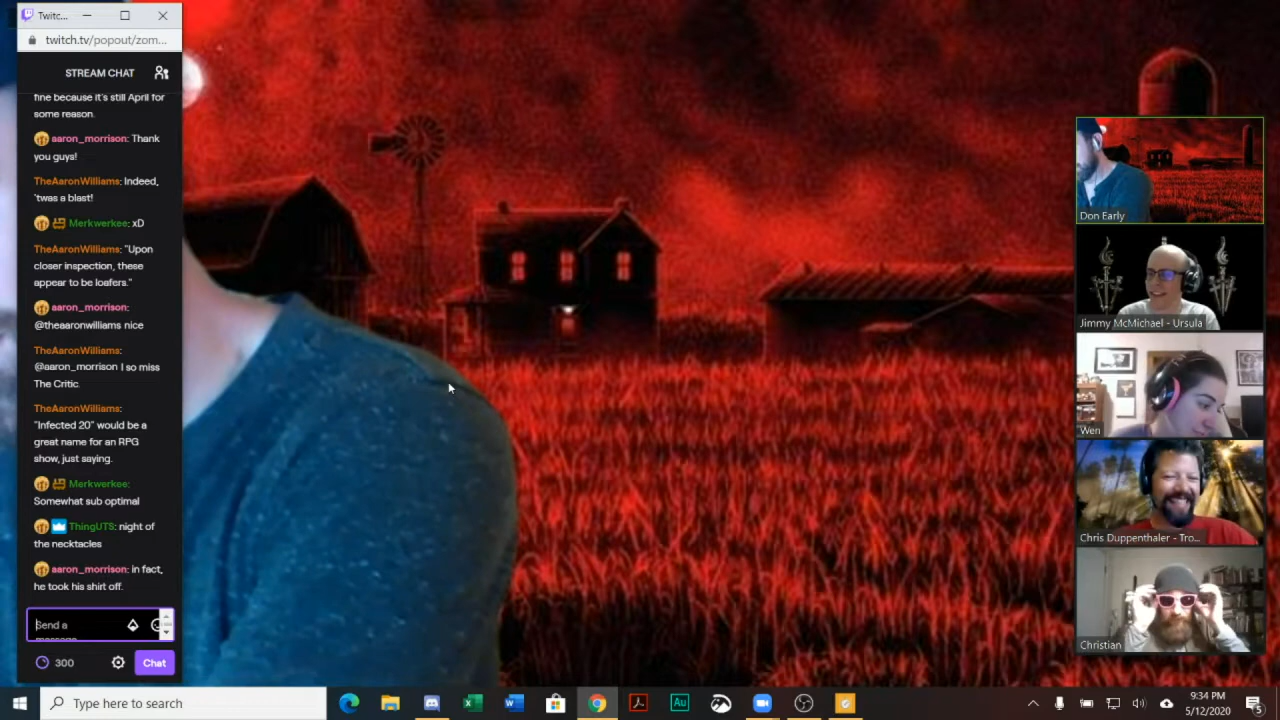 Twitc...
twitch.tv/popout/zom...
STREAM CHAT
fine because it's still April for
some reason.
aaron_morrison: Thank
you guys!
TheAaronWilliams: Indeed,
'twas a blast!
Merkwerkee: xD
TheAaronWilliams: "Upon
closer inspection, these
appear to be loafers."
aaron_morrison:
@theaaronwilliams nice
TheAaronWilliams:
@aaron_morrison I so miss
The Critic.
TheAaronWilliams:
"Infected 20" would be a
great name for an RPG
show, just saying.
Merkwerkee:
Somewhat sub optimal
ThingUTS: night of
the necktacles
aaron_morrison: in fact,
he took his shirt off.
Send a
message
300
Chat
Don Early
Jimmy McMichael - Ursula
Wen
Chris Duppenthaler - Tro...
Christian
Type here to search
9:34 PM
5/12/2020
5